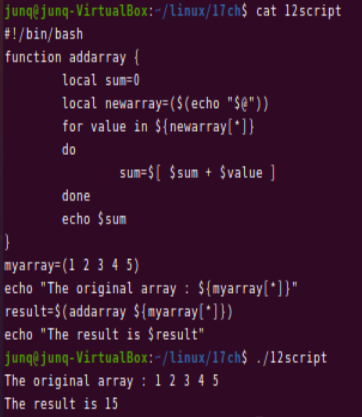 junq@junq-VirtualBox:~/linux/17ch$ cat 12script
#!/bin/bash
function addarray {
        local sum=0
        local newarray=($(echo "$@"))
        for value in ${newarray[*]}
        do
                sum=$[ $sum + $value ]
        done
        echo $sum
}
myarray=(1 2 3 4 5)
echo "The original array : ${myarray[*]}"
result=$(addarray ${myarray[*]})
echo "The result is $result"
junq@junq-VirtualBox:~/linux/17ch$ ./12script
The original array : 1 2 3 4 5
The result is 15